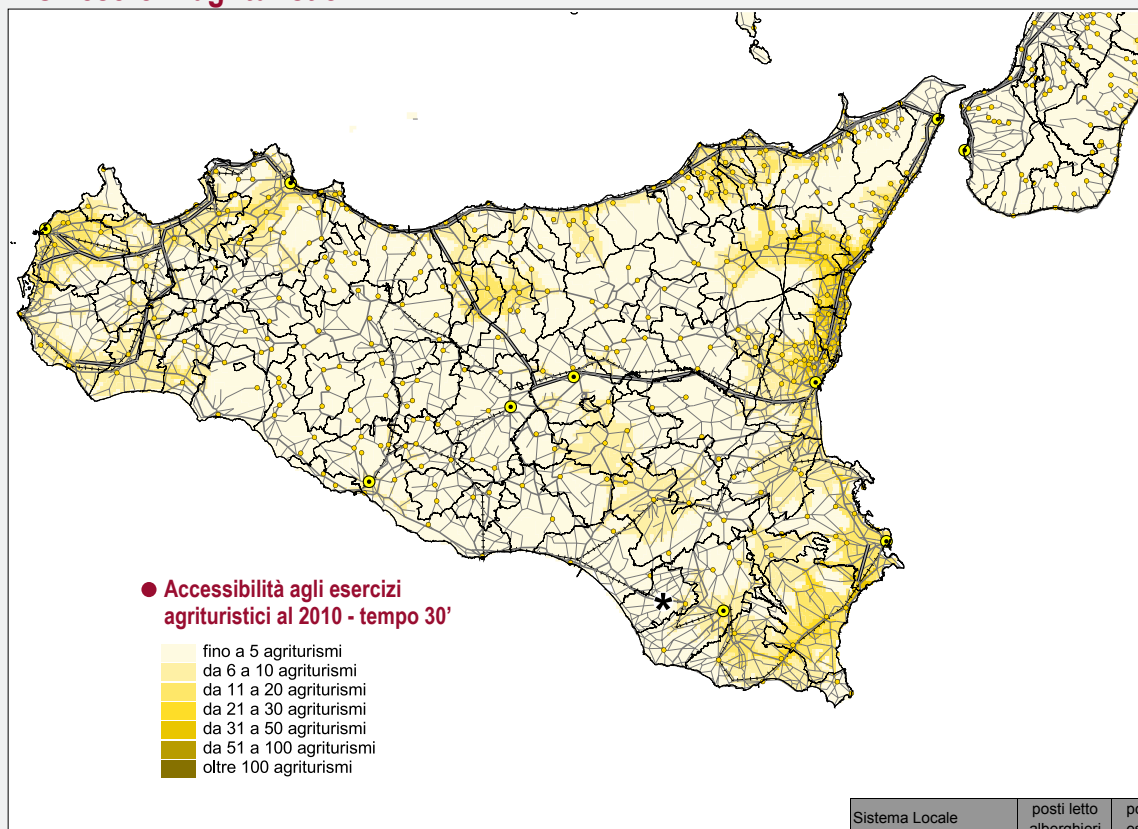 ● Accessibilità agli esercizi
agrituristici al 2010 - tempo 30'
fino a 5 agriturismi
da 6 a 10 agriturismi
da 11 a 20 agriturismi
da 21 a 30 agriturismi
da 31 a 50 agriturismi
da 51 a 100 agriturismi
oltre 100 agriturismi
*
Sistema Locale
posti letto
alberghieri